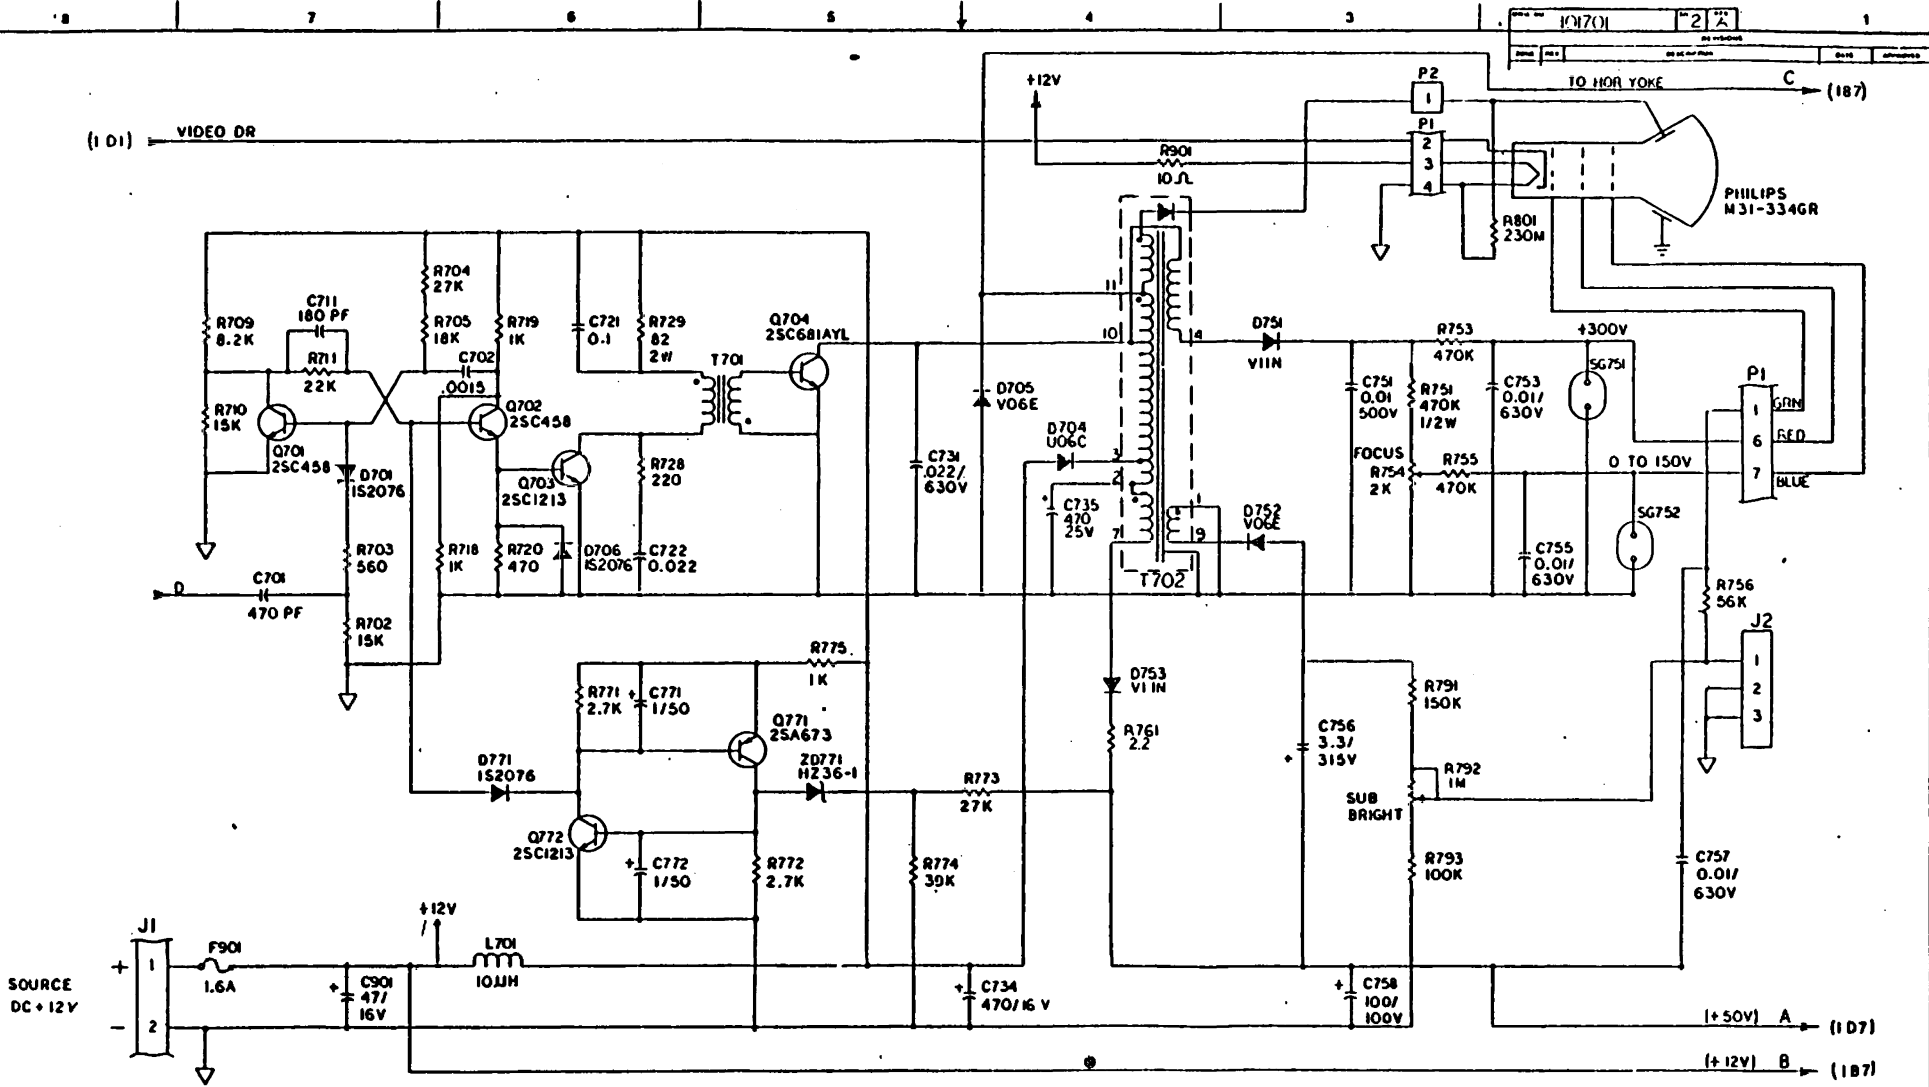 8 7 6 5 4 3 1
101701 2 A
REVISIONS
ZONE REV DESCRIPTION DATE APPROVED
TO HOR YOKE C (1B7)
+12V
P2
1
(1 D1) VIDEO DR
P1
2
3
4
R901
10Ω
PHILIPS
M31-334GR
R801
230M
R704
27K
C711
180 PF
R709
8.2K
R705
18K
R719
1K
C721
0.1
R729
82
2W
Q704
2SC681AYL
11
10
4
D751
V11N
R753
470K
+300V
SG751
R711
22K
C702
.0015
T701
D705
V06E
C751
0.01
500V
R751
470K
1/2W
C753
0.01/
630V
P1
1 GRN
6 RED
7 BLUE
R710
15K
Q702
2SC458
Q701
2SC458
D701
1S2076
Q703
2SC1213
R728
220
C731
.022/
630V
D704
U06C
3
2
C735
470
25V
7
1
9
D752
V06E
FOCUS
R754
2K
R755
470K
0 TO 150V
SG752
R703
560
R718
1K
R720
470
D706
1S2076
C722
0.022
T702
C755
0.01/
630V
D
C701
470 PF
R702
15K
R756
56K
J2
1
2
3
R775
1K
R771
2.7K
C771
1/50
Q771
2SA673
D753
V11N
R761
2.2
C756
3.3/
315V
R791
150K
R792
1M
SUB
BRIGHT
D771
1S2076
ZD771
HZ36-1
R773
27K
Q772
2SC1213
C772
1/50
R772
2.7K
R774
39K
R793
100K
C757
0.01/
630V
J1
+12V
F901
1.6A
L701
10µH
SOURCE
DC+12V
+ 1
- 2
C901
47/
16V
C734
470/16 V
C758
100/
100V
(+50V) A (1D7)
(+12V) B (1B7)